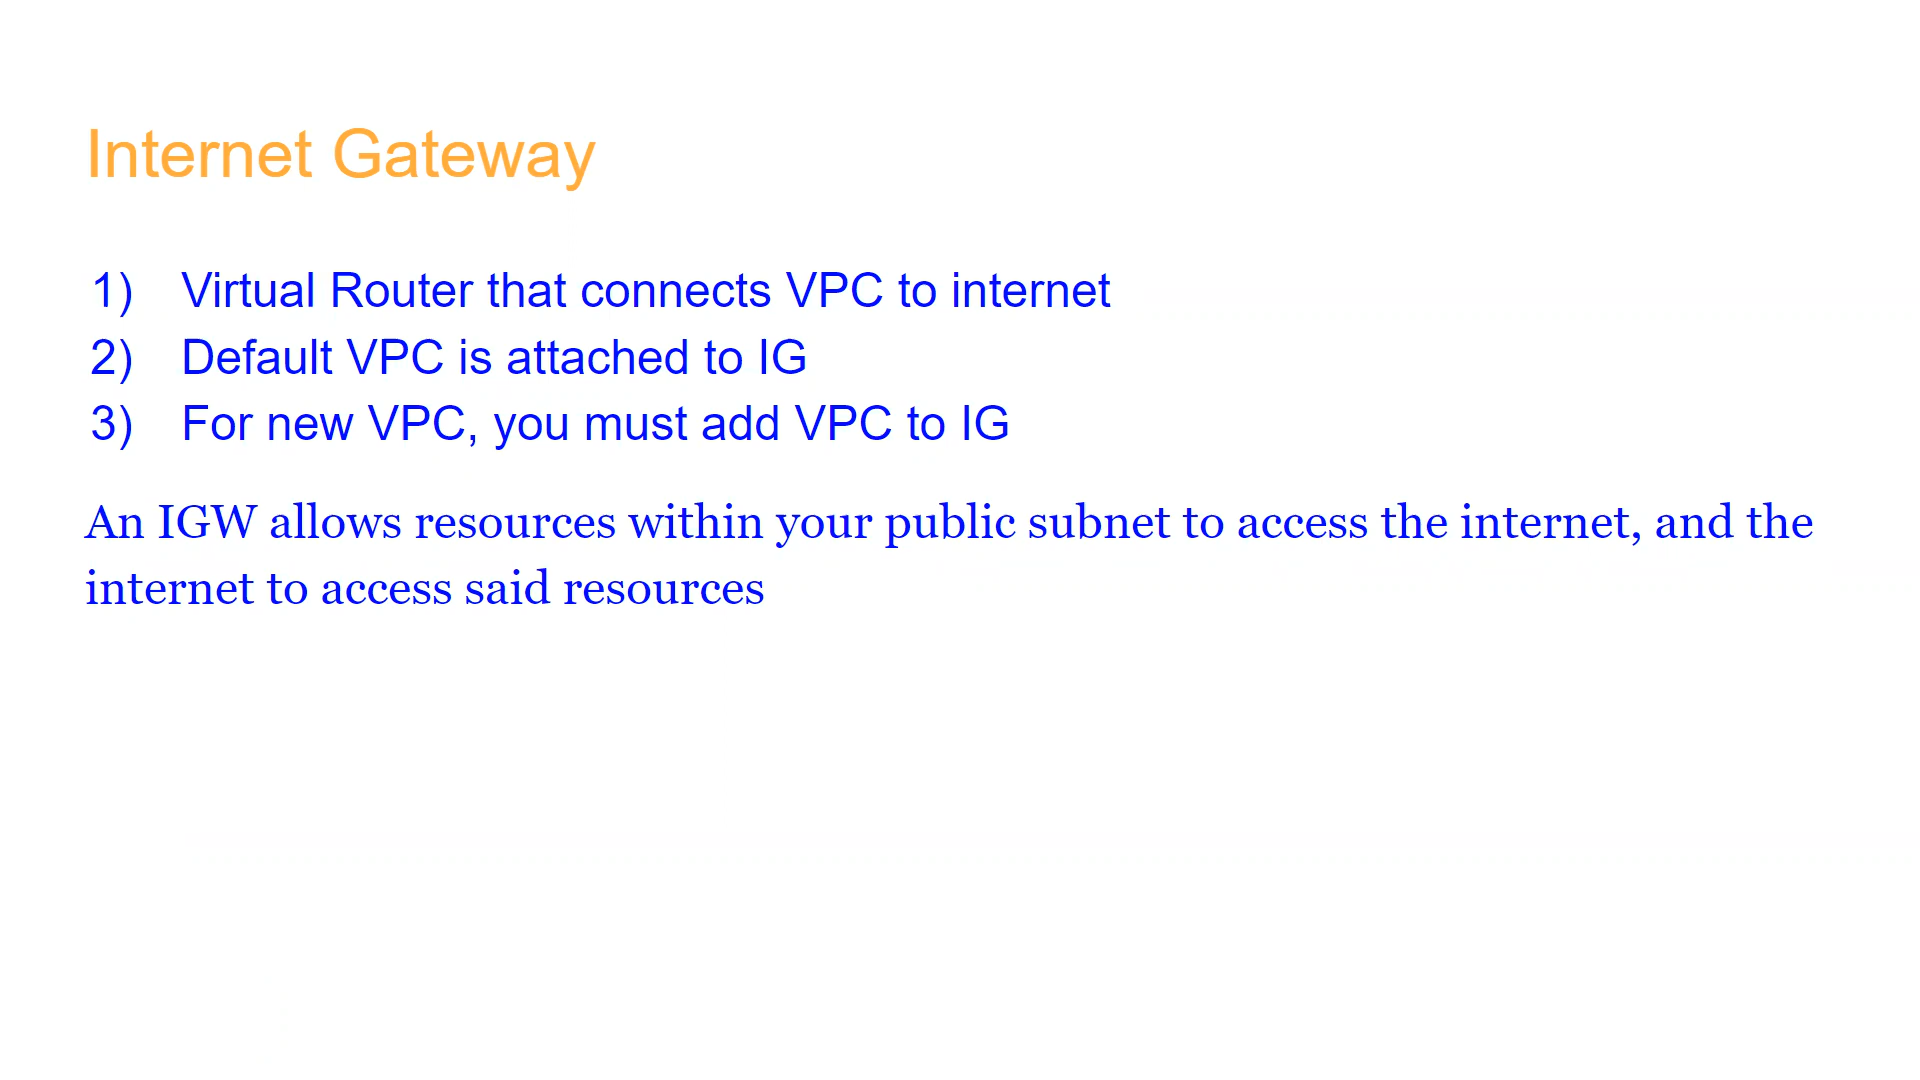 Internet Gateway
1) Virtual Router that connects VPC to internet
2) Default VPC is attached to IG
3) For new VPC, you must add VPC to IG
An IGW allows resources within your public subnet to access the internet, and the
internet to access said resources